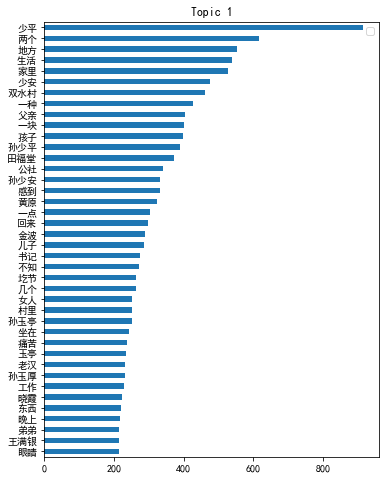 Topic 1
少平
两个
地方
生活
家里
少安
双水村
一种
父亲
一块
孩子
孙少平
田福堂
公社
孙少安
感到
黄原
一点
回来
金波
儿子
书记
不知
圪节
几个
女人
村里
孙玉亭
坐在
痛苦
玉亭
老汉
孙玉厚
工作
晓霞
东西
晚上
弟弟
王满银
眼睛
0 200 400 600 800